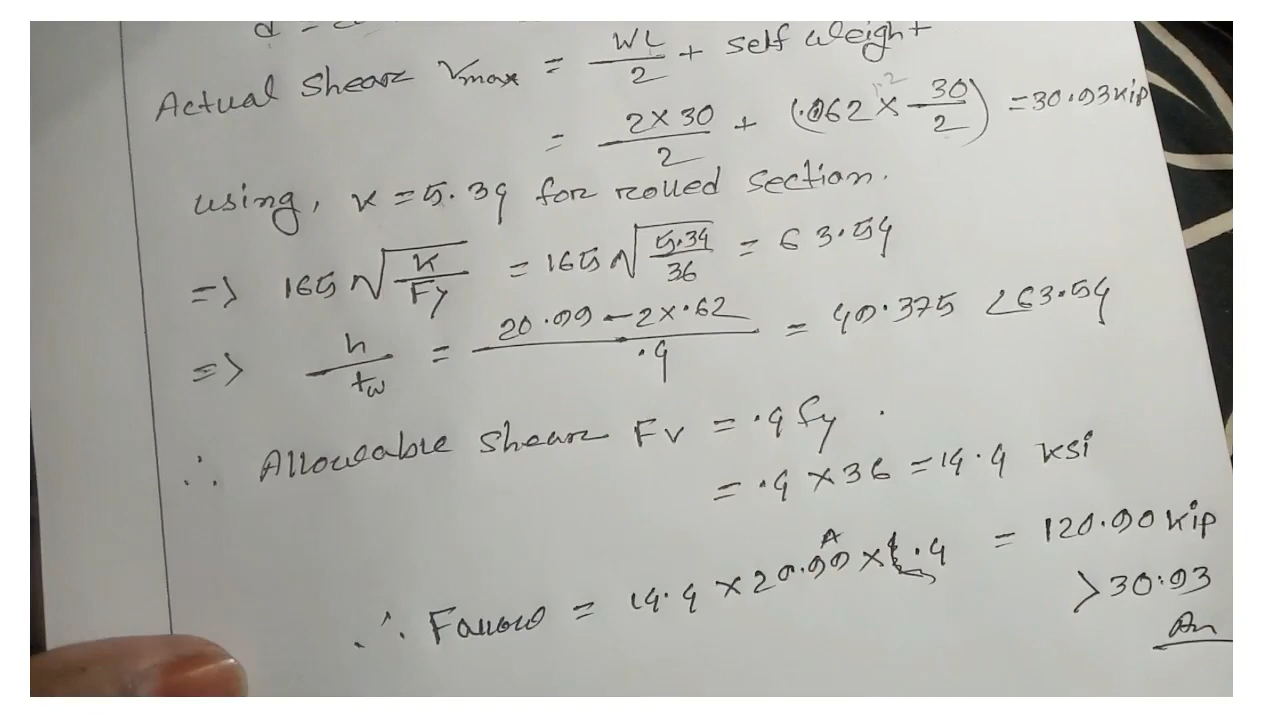 d =
Actual Shear Vmax = WL/2 + self weight
= 2×30/2 + (.062 × 30/2) = 30.93 kip
using, K = 5.34 for rolled section.
=> 165 √(K/Fy) = 165 √(5.34/36) = 63.54
=> h/tw = (20.99 - 2×.62)/.4 = 49.375 < 63.54
∴ Allowable Shear Fv = .4 fy .
= .4 × 36 = 14.4 ksi
∴ Fallow = 14.4 × 20.99 × .4 = 120.90 kip
> 30.93
An